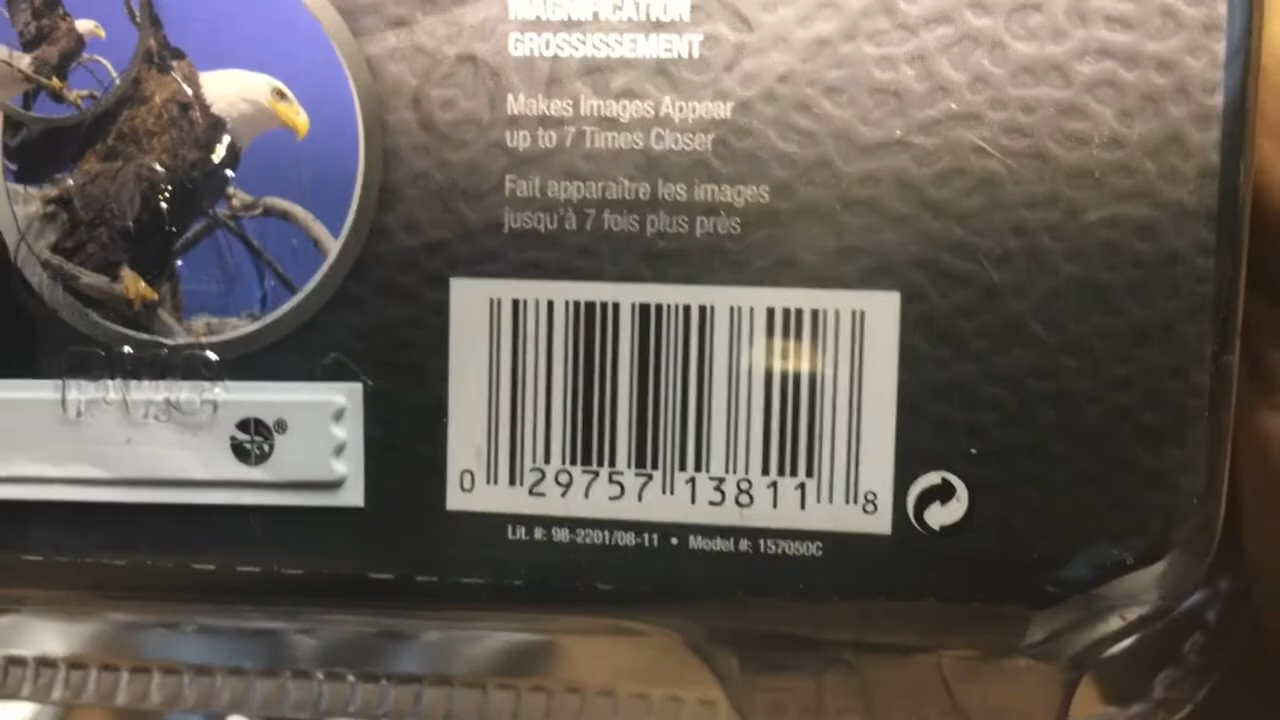 MAGNIFICATION
GROSSISSEMENT
Makes Images Appear
up to 7 Times Closer
Fait apparaître les images
jusqu'à 7 fois plus près
®
0 29757 13811 8
Lit. #: 98-2201/08-11 • Model #: 157050C